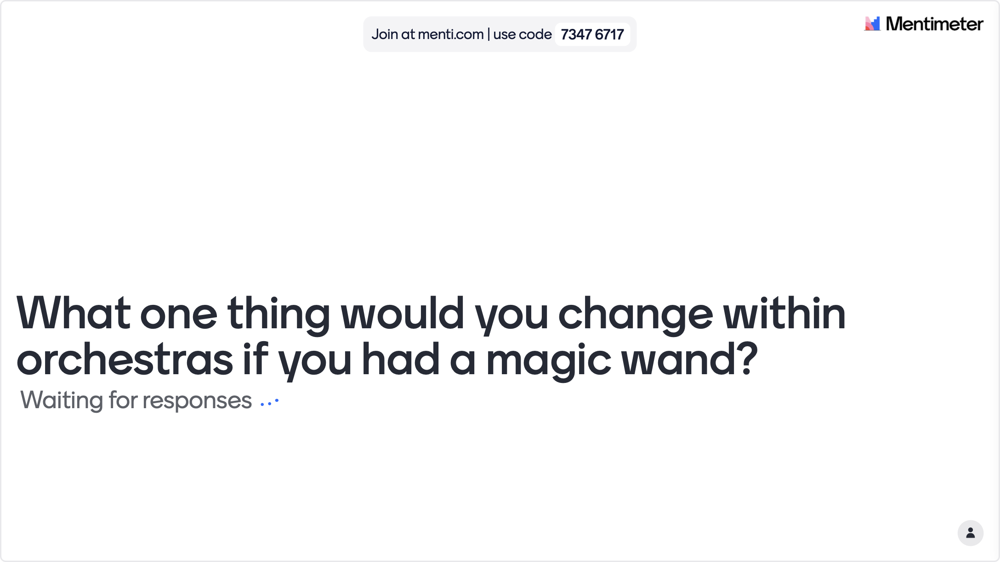 Join at menti.com | use code 7347 6717
Mentimeter
What one thing would you change within
orchestras if you had a magic wand?
Waiting for responses ...